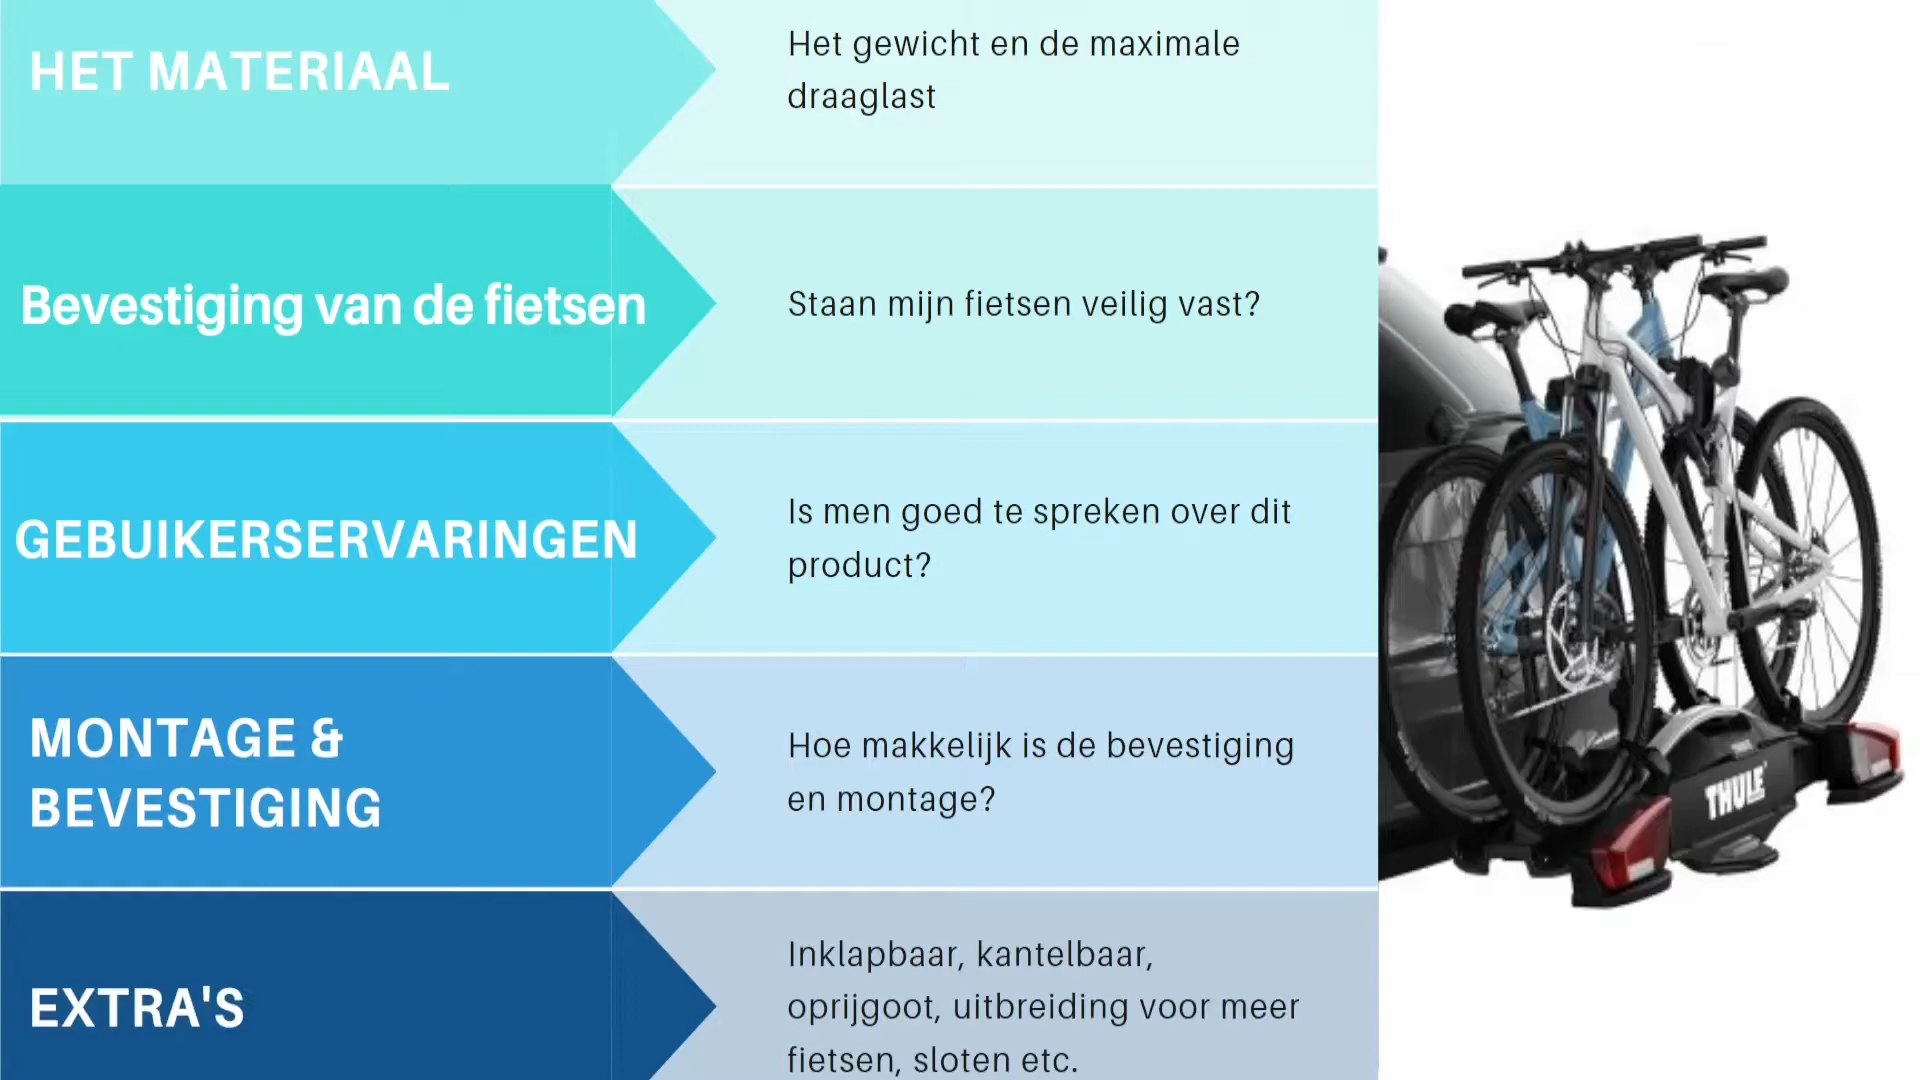 HET MATERIAAL
Het gewicht en de maximale
draaglast
Bevestiging van de fietsen
Staan mijn fietsen veilig vast?
GEBUIKERSERVARINGEN
Is men goed te spreken over dit
product?
MONTAGE &
BEVESTIGING
Hoe makkelijk is de bevestiging
en montage?
EXTRA'S
Inklapbaar, kantelbaar,
oprijgoot, uitbreiding voor meer
fietsen, sloten etc.
THULE